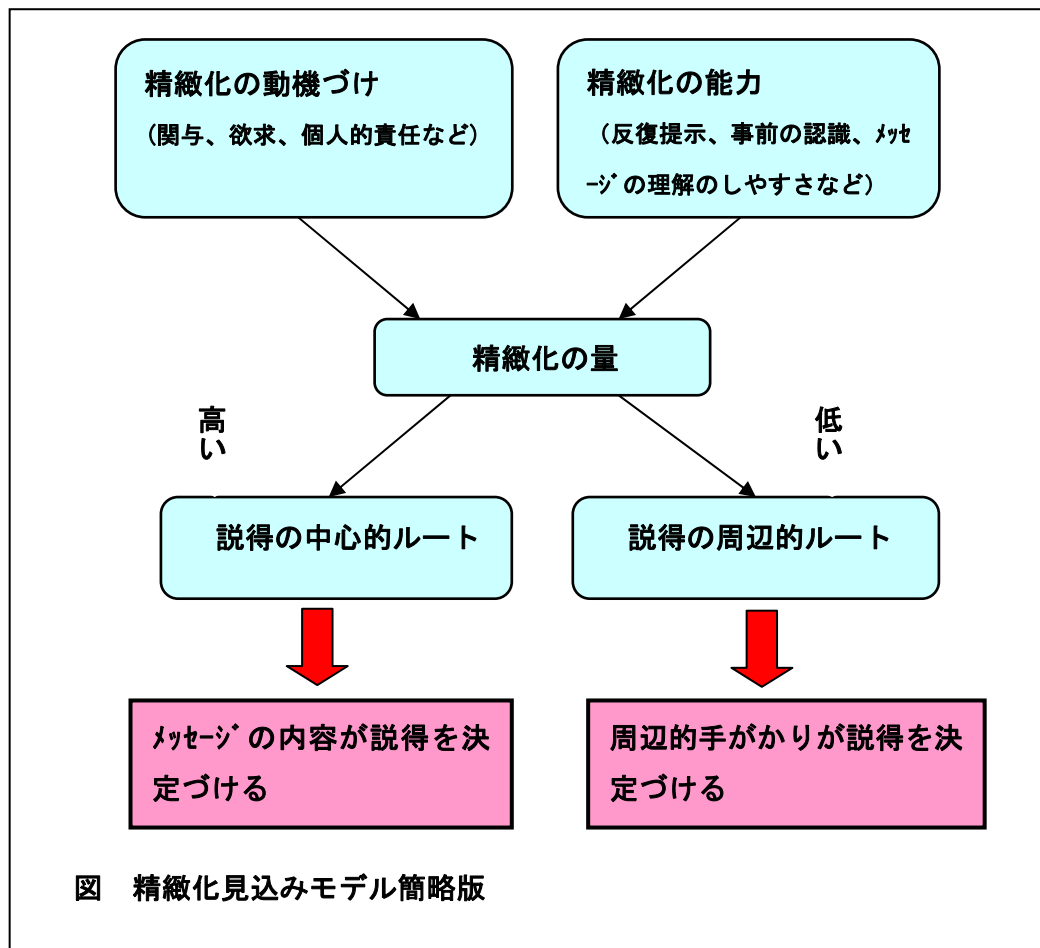 精緻化の動機づけ
(関与、欲求、個人的責任など)
精緻化の能力
(反復提示、事前の認識、ﾒｯｾ
ｰｼﾞの理解のしやすさなど)
精緻化の量
高い
低い
説得の中心的ルート
説得の周辺的ルート
ﾒｯｾｰｼﾞの内容が説得を決
定づける
周辺的手がかりが説得を決
定づける
図　精緻化見込みモデル簡略版